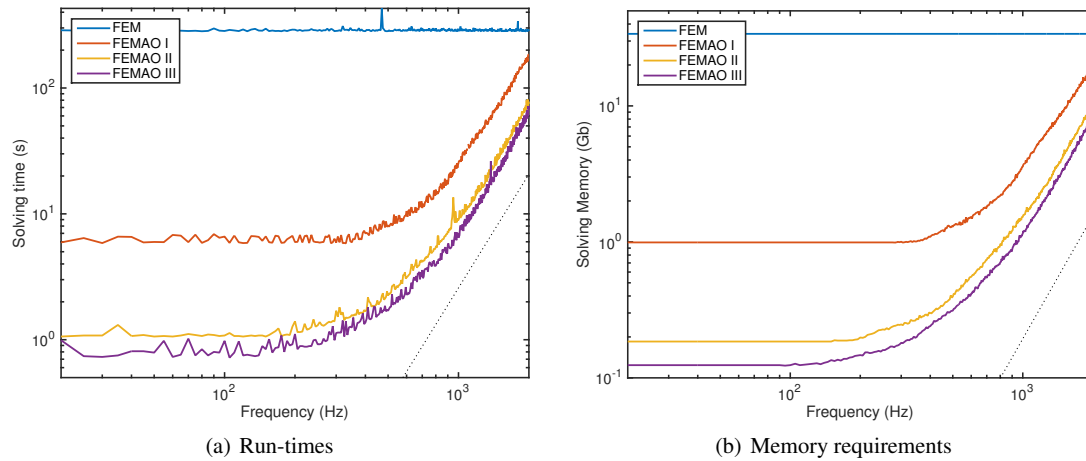 FEM
FEMAO I
FEMAO II
FEMAO III
Solving time (s)
10^2
10^1
10^0
10^2
10^3
Frequency (Hz)
(a) Run-times
FEM
FEMAO I
FEMAO II
FEMAO III
Solving Memory (Gb)
10^1
10^0
10^-1
10^2
10^3
Frequency (Hz)
(b) Memory requirements